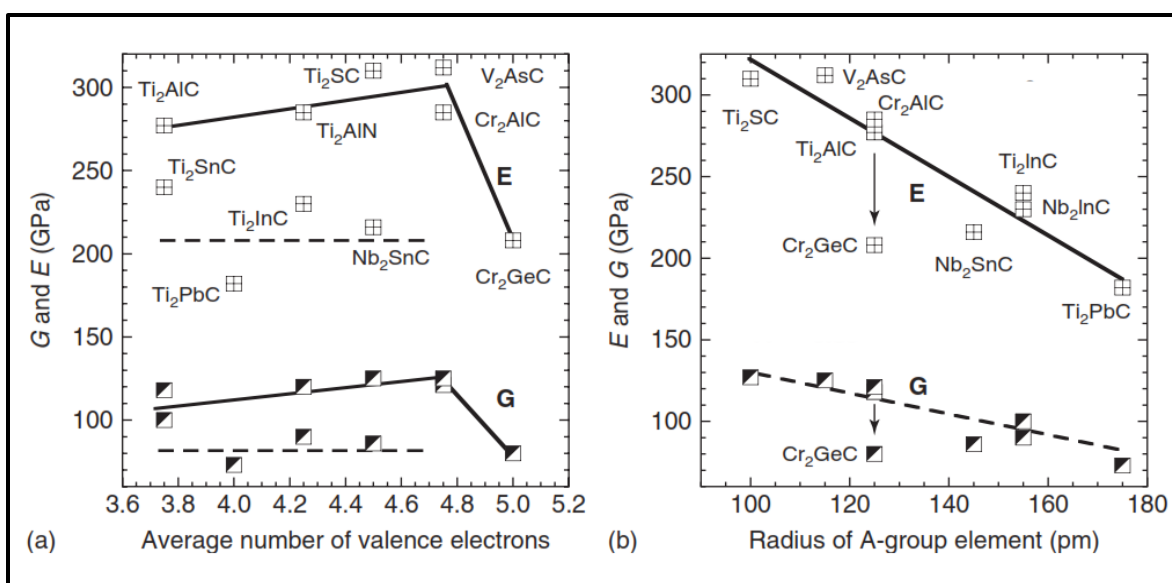 G and E (GPa)
300
250
200
150
100
3.6 3.8 4.0 4.2 4.4 4.6 4.8 5.0 5.2
(a) Average number of valence electrons
Ti₂AlC
Ti₂SC
V₂AsC
Ti₂AlN
Cr₂AlC
Ti₂SnC
E
Ti₂InC
Nb₂SnC
Cr₂GeC
Ti₂PbC
G
E and G (GPa)
300
250
200
150
100
100 120 140 160 180
(b) Radius of A-group element (pm)
V₂AsC
Ti₂SC
Cr₂AlC
Ti₂AlC
Ti₂InC
E
Nb₂InC
Cr₂GeC
Nb₂SnC
Ti₂PbC
G
Cr₂GeC